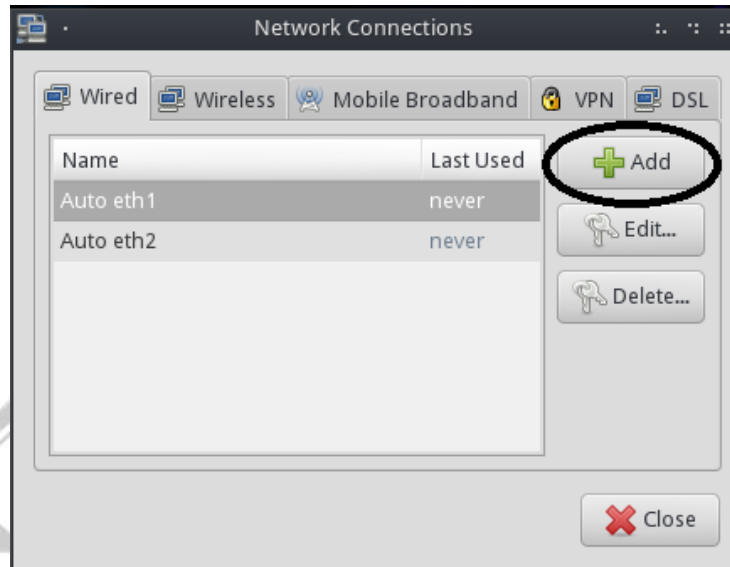 Network Connections
Wired Wireless Mobile Broadband VPN DSL
Name Last Used
Add
Auto eth1 never
Edit...
Auto eth2 never
Delete...
Close